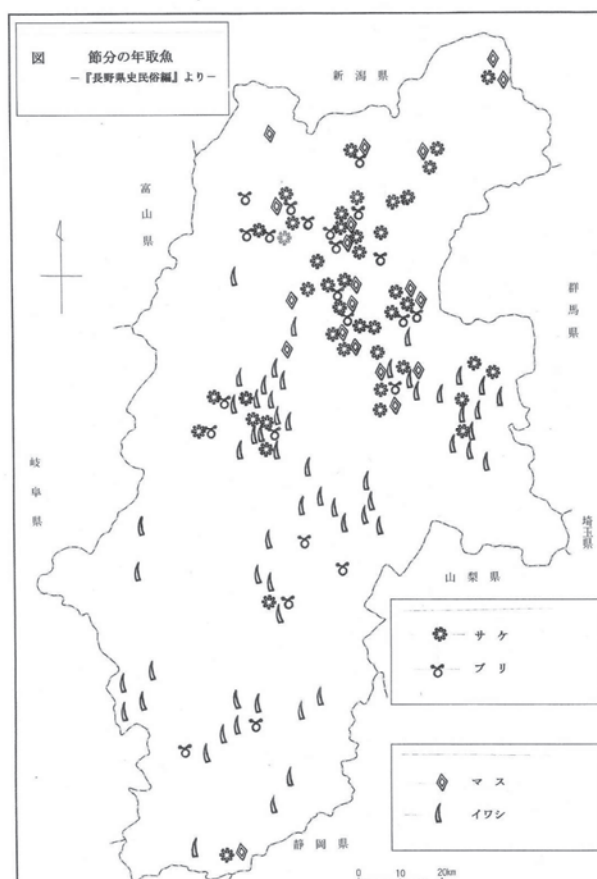 図 節分の年取魚
－『長野県史民俗編』より－
新潟県
富山県
群馬県
岐阜県
埼玉県
山梨県
サケ
ブリ
マス
イワシ
静岡県
0 10 20km